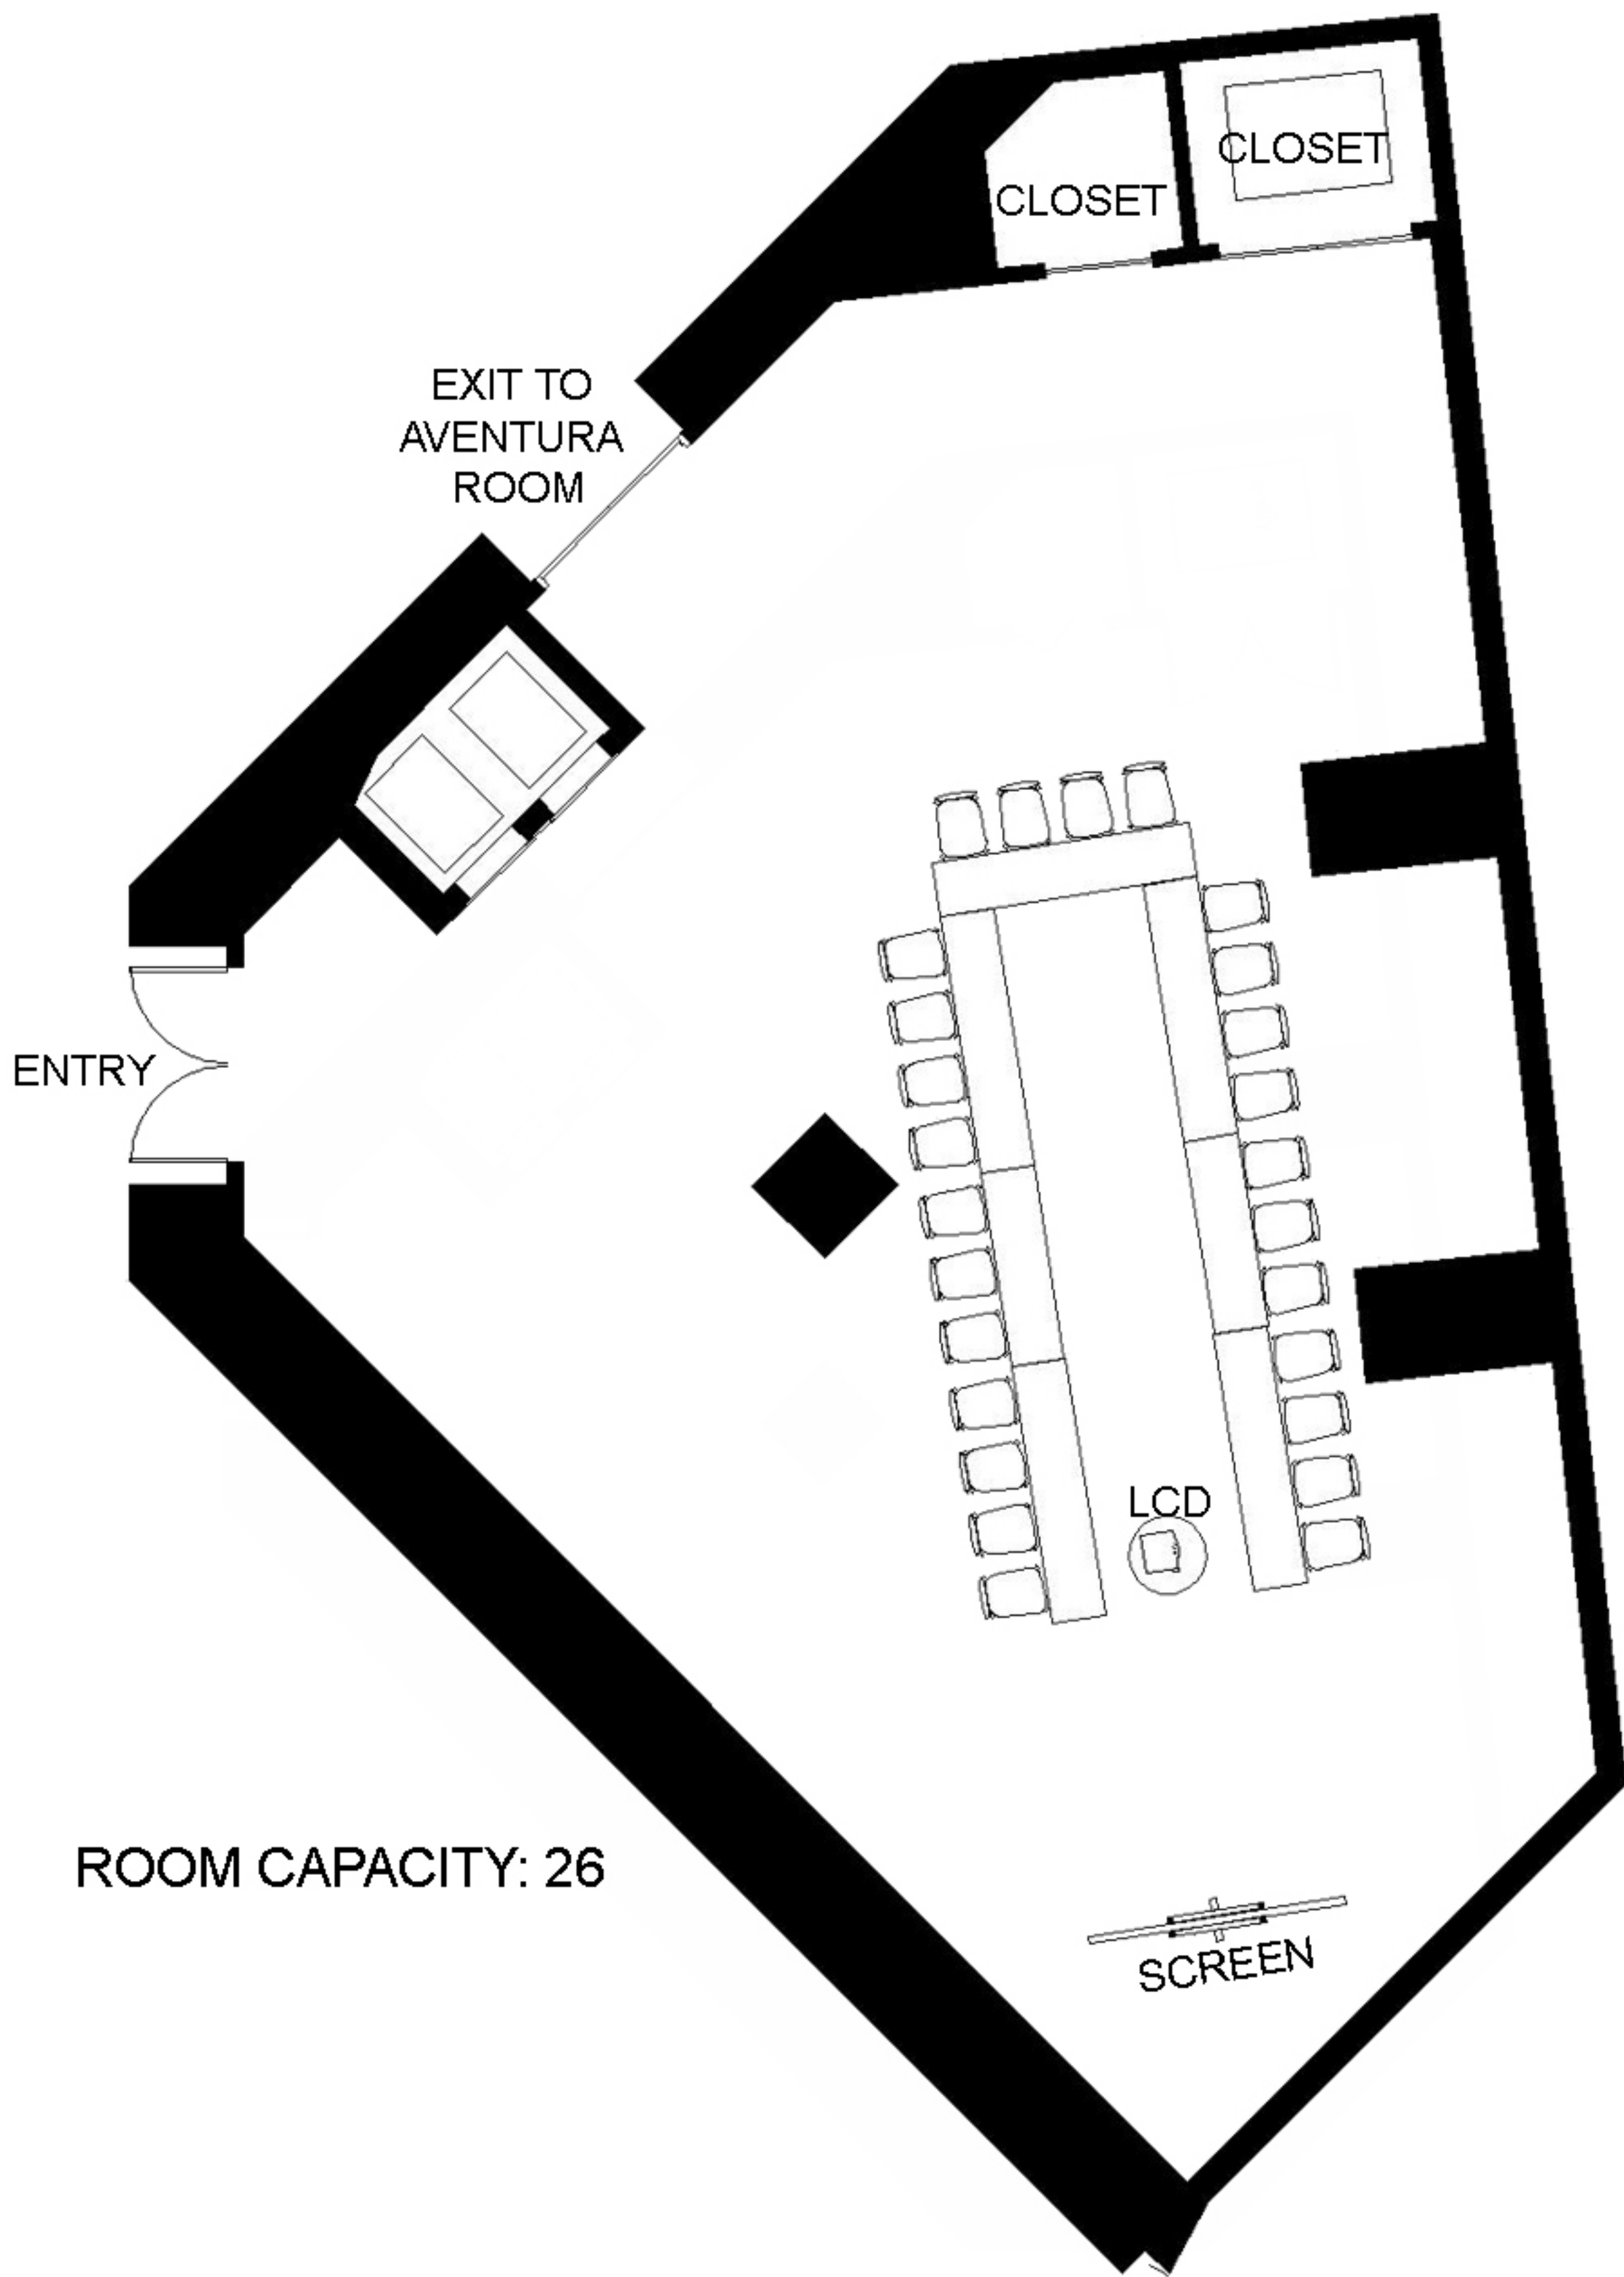 CLOSET
CLOSET
EXIT TO
AVENTURA
ROOM
ENTRY
LCD
ROOM CAPACITY: 26
SCREEN